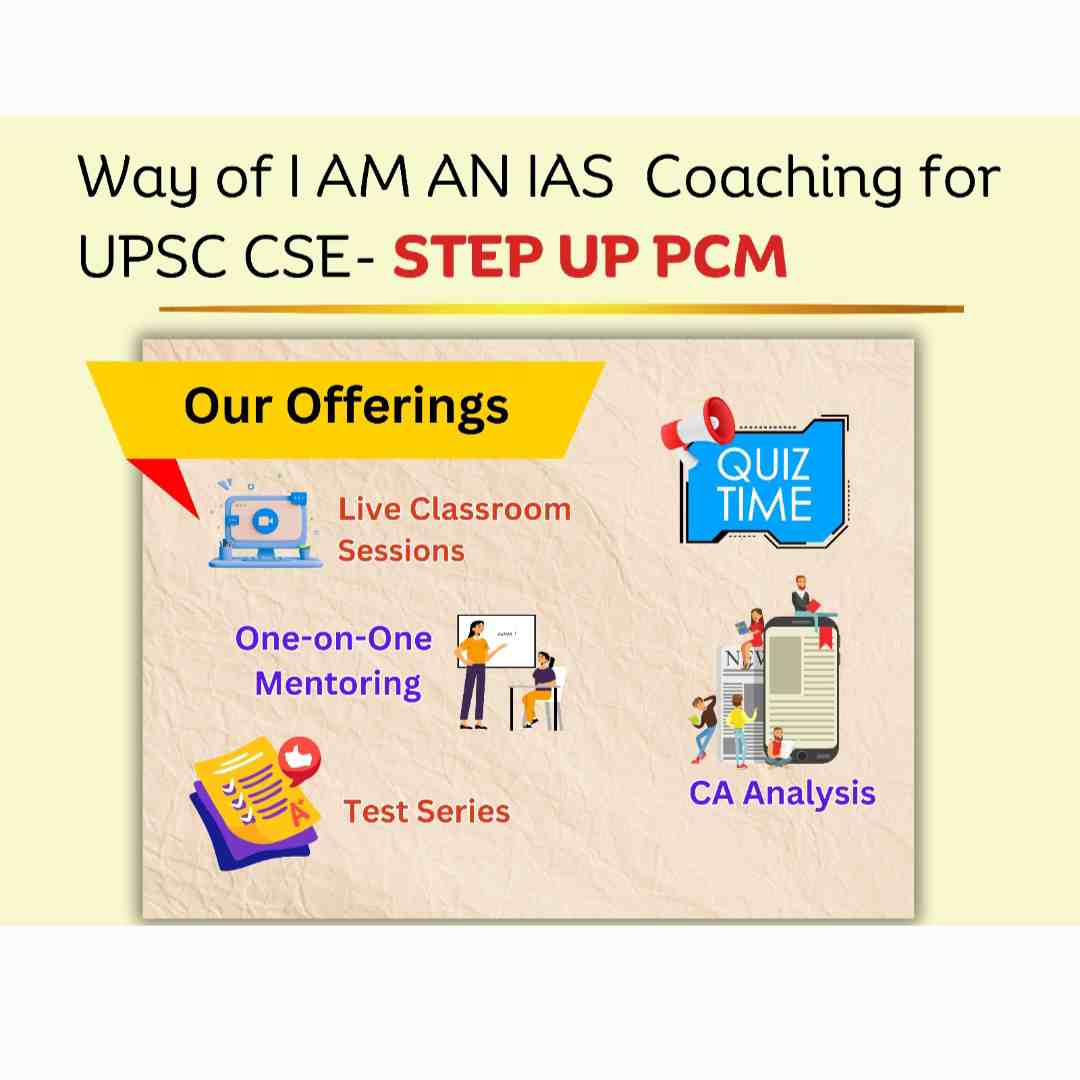 Way of I AM AN IAS Coaching for
UPSC CSE- STEP UP PCM
Our Offerings
Live Classroom
Sessions
QUIZ
TIME
One-on-One
Mentoring
NEW
CA Analysis
Test Series
A+